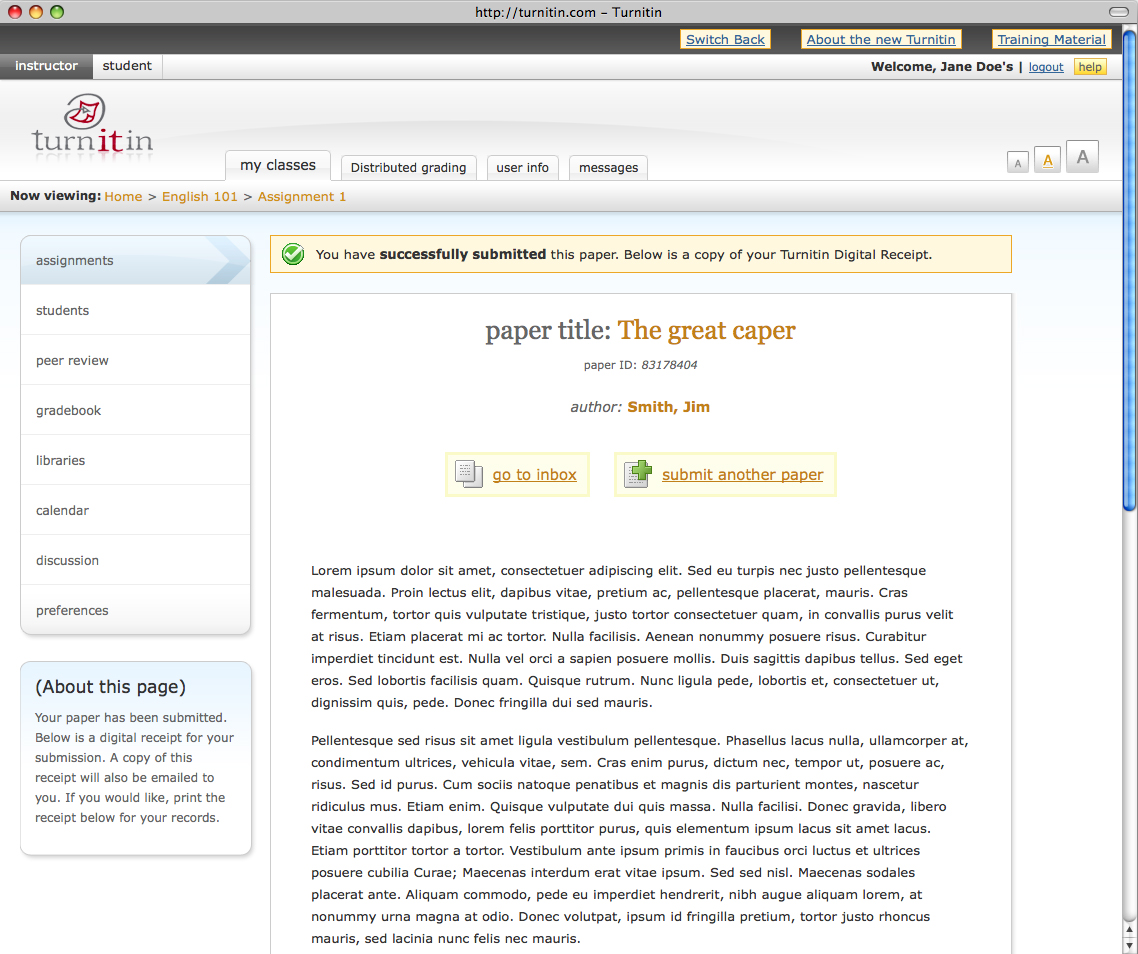 http://turnitin.com – Turnitin
Switch Back About the new Turnitin Training Material
instructor student Welcome, Jane Doe's | logout help
turnitin
my classes Distributed grading user info messages A A A
Now viewing: Home > English 101 > Assignment 1
assignments
students
peer review
gradebook
libraries
calendar
discussion
preferences
(About this page)
Your paper has been submitted.
Below is a digital receipt for your
submission. A copy of this
receipt will also be emailed to
you. If you would like, print the
receipt below for your records.
You have successfully submitted this paper. Below is a copy of your Turnitin Digital Receipt.
paper title: The great caper
paper ID: 83178404
author: Smith, Jim
go to inbox submit another paper
Lorem ipsum dolor sit amet, consectetuer adipiscing elit. Sed eu turpis nec justo pellentesque
malesuada. Proin lectus elit, dapibus vitae, pretium ac, pellentesque placerat, mauris. Cras
fermentum, tortor quis vulputate tristique, justo tortor consectetuer quam, in convallis purus velit
at risus. Etiam placerat mi ac tortor. Nulla facilisis. Aenean nonummy posuere risus. Curabitur
imperdiet tincidunt est. Nulla vel orci a sapien posuere mollis. Duis sagittis dapibus tellus. Sed eget
eros. Sed lobortis facilisis quam. Quisque rutrum. Nunc ligula pede, lobortis et, consectetuer ut,
dignissim quis, pede. Donec fringilla dui sed mauris.
Pellentesque sed risus sit amet ligula vestibulum pellentesque. Phasellus lacus nulla, ullamcorper at,
condimentum ultrices, vehicula vitae, sem. Cras enim purus, dictum nec, tempor ut, posuere ac,
risus. Sed id purus. Cum sociis natoque penatibus et magnis dis parturient montes, nascetur
ridiculus mus. Etiam enim. Quisque vulputate dui quis massa. Nulla facilisi. Donec gravida, libero
vitae convallis dapibus, lorem felis porttitor purus, quis elementum ipsum lacus sit amet lacus.
Etiam porttitor tortor a tortor. Vestibulum ante ipsum primis in faucibus orci luctus et ultrices
posuere cubilia Curae; Maecenas interdum erat vitae ipsum. Sed sed nisl. Maecenas sodales
placerat ante. Aliquam commodo, pede eu imperdiet hendrerit, nibh augue aliquam lorem, at
nonummy urna magna at odio. Donec volutpat, ipsum id fringilla pretium, tortor justo rhoncus
mauris, sed lacinia nunc felis nec mauris.